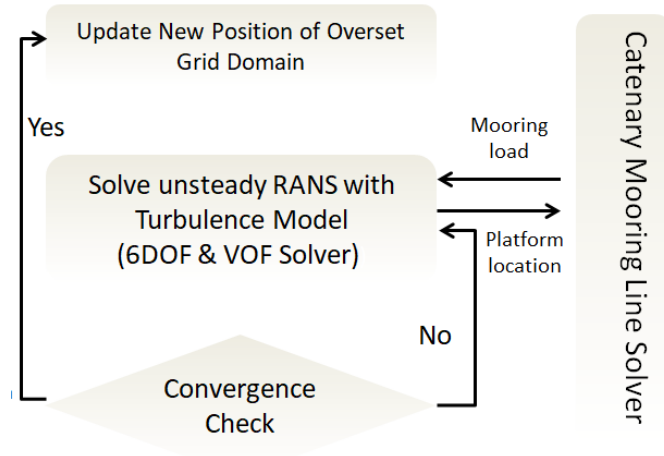 Update New Position of Overset
Grid Domain
Yes
Mooring
load
Solve unsteady RANS with
Turbulence Model
(6DOF & VOF Solver)
Platform
location
No
Convergence
Check
Catenary Mooring Line Solver